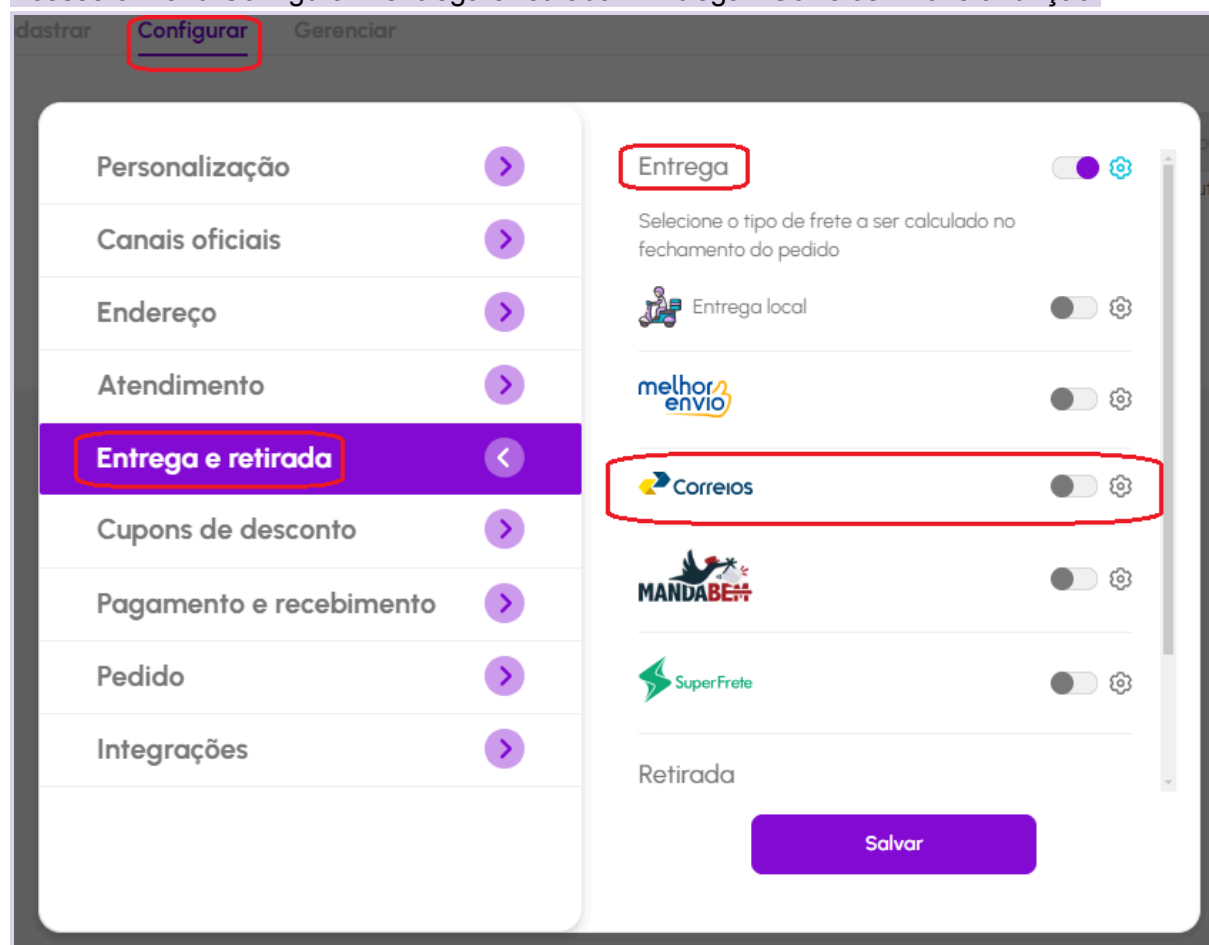 Configurar
Gerenciar
Personalização
Canais oficiais
Endereço
Atendimento
Entrega e retirada
Cupons de desconto
Pagamento e recebimento
Pedido
Integrações
Entrega
Selecione o tipo de frete a ser calculado no
fechamento do pedido
Entrega local
melhor
envio
Correios
MANDABEM
SuperFrete
Retirada
Salvar